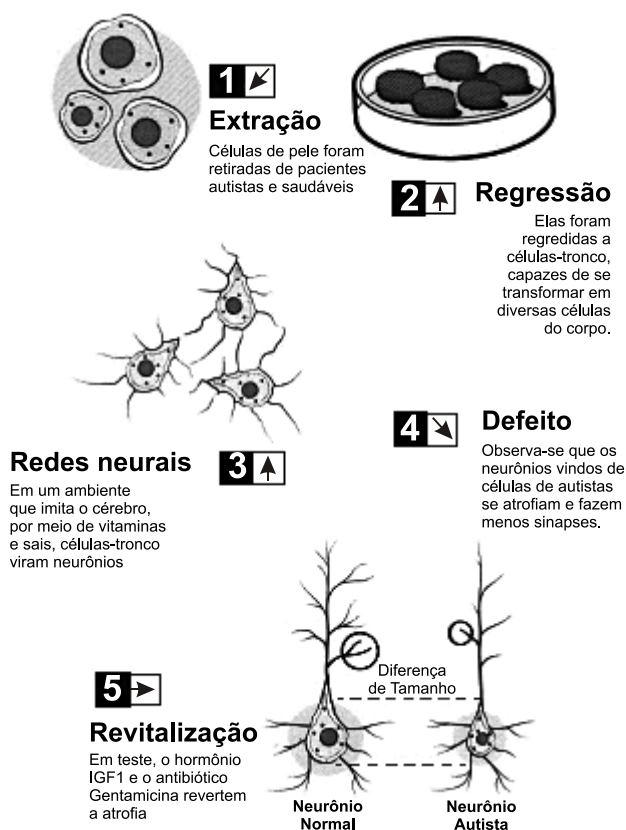 1
Extração
Células de pele foram
retiradas de pacientes
autistas e saudáveis
2
Regressão
Elas foram
regredidas a
células-tronco,
capazes de se
transformar em
diversas células
do corpo.
Redes neurais
3
Em um ambiente
que imita o cérebro,
por meio de vitaminas
e sais, células-tronco
viram neurônios
4
Defeito
Observa-se que os
neurônios vindos de
células de autistas
se atrofiam e fazem
menos sinapses.
5
Revitalização
Em teste, o hormônio
IGF1 e o antibiótico
Gentamicina revertem
a atrofia
Diferença
de Tamanho
Neurônio
Normal
Neurônio
Autista